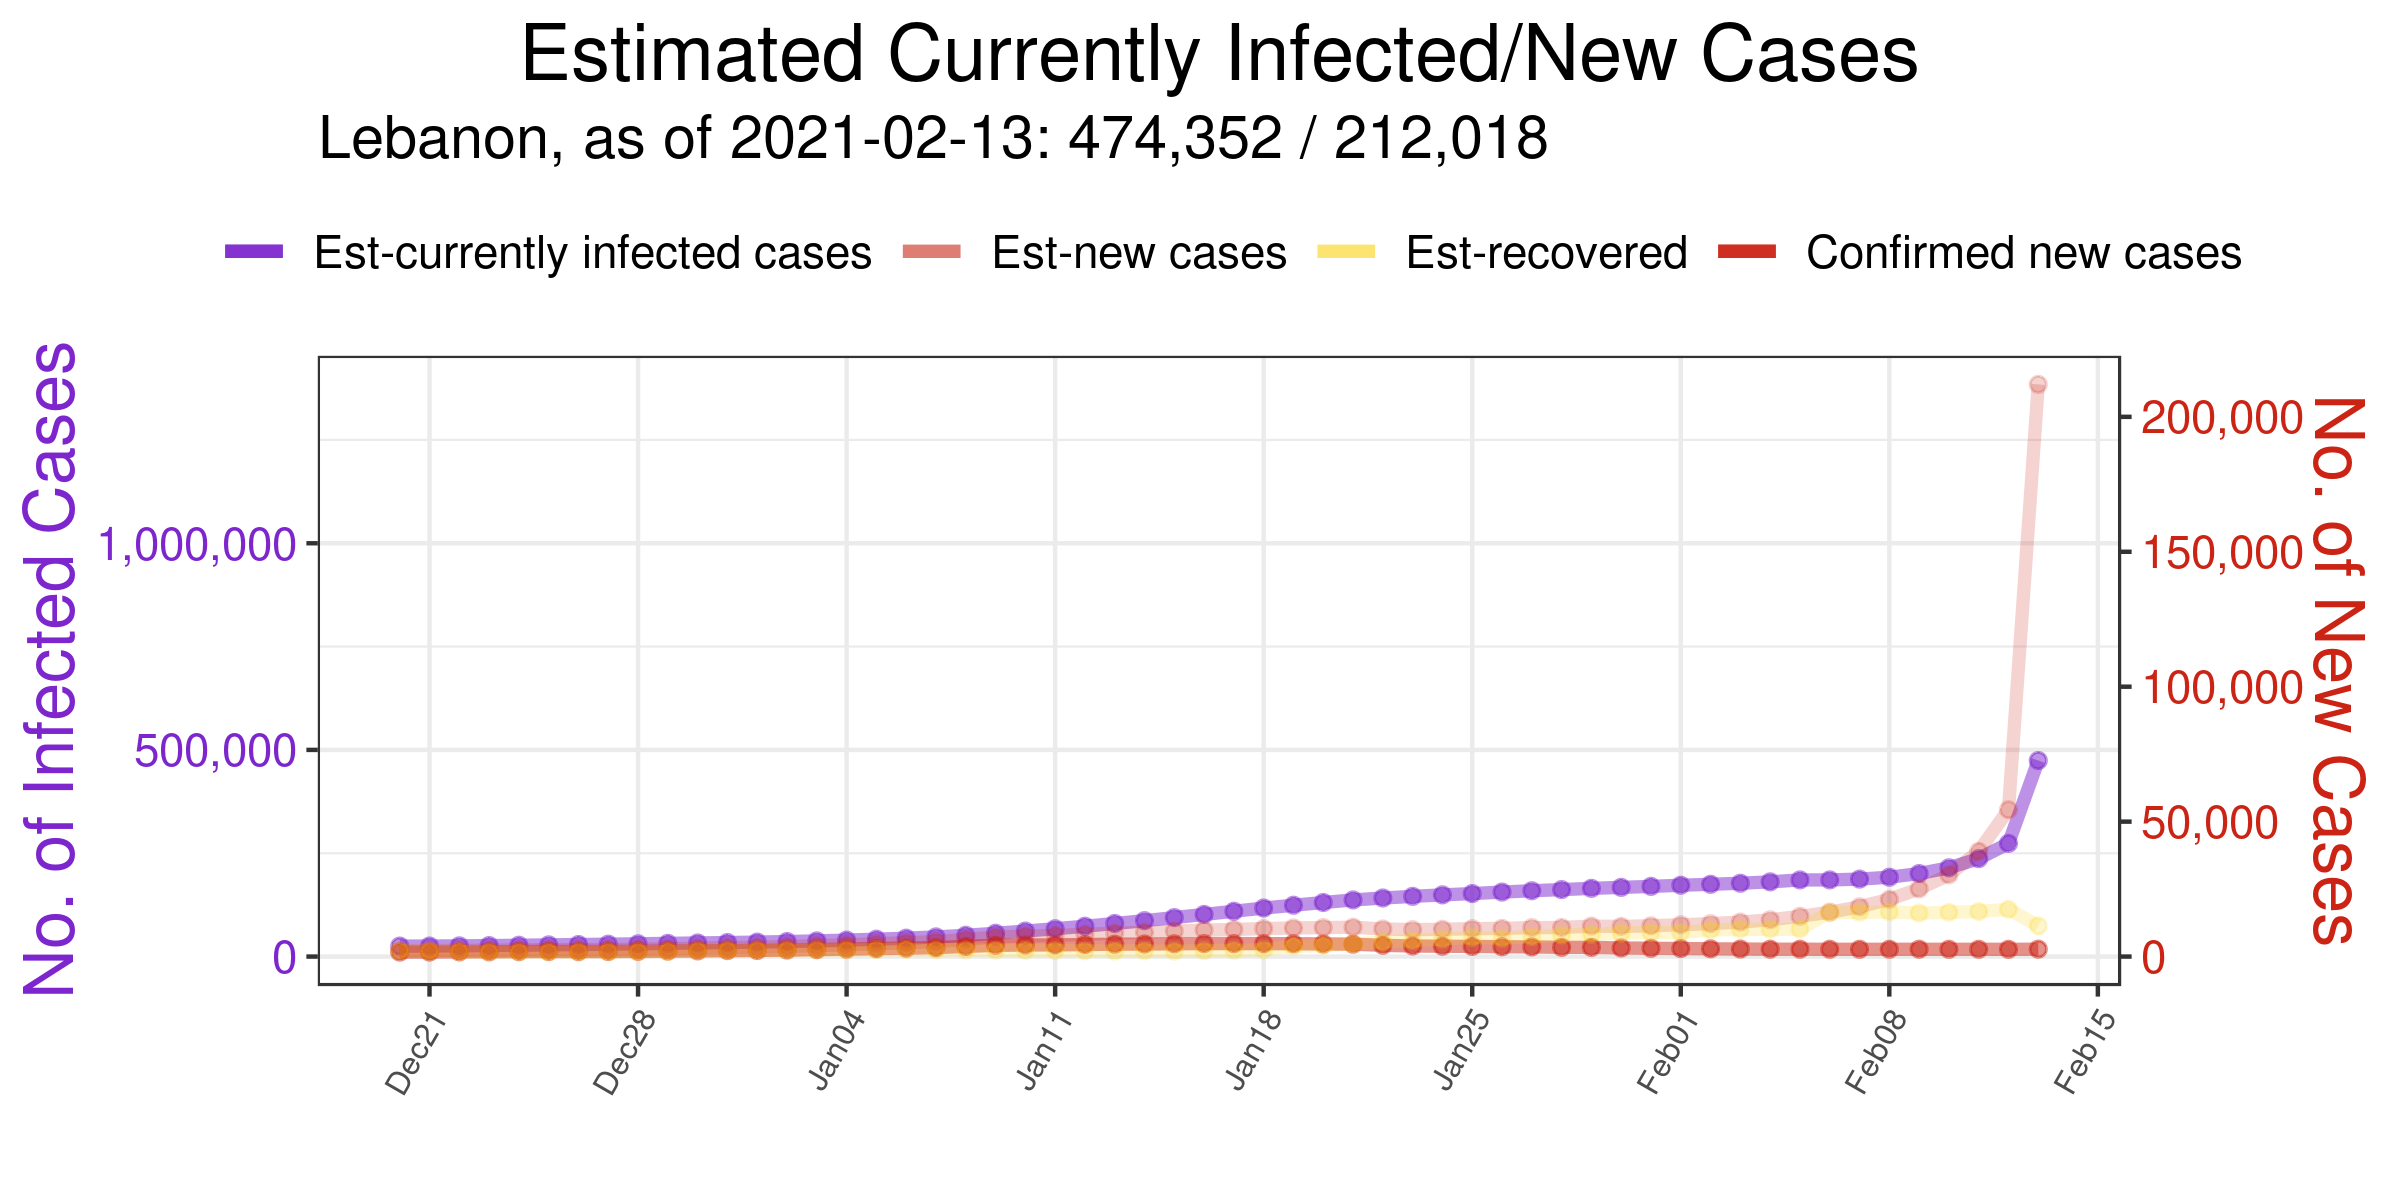 Estimated Currently Infected/New Cases
Lebanon, as of 2021-02-13: 474,352 / 212,018
Est-currently infected cases Est-new cases Est-recovered Confirmed new cases
No. of Infected Cases
1,000,000
500,000
0
200,000
150,000
100,000
50,000
0
No. of New Cases
Dec21 Dec28 Jan04 Jan11 Jan18 Jan25 Feb01 Feb08 Feb15